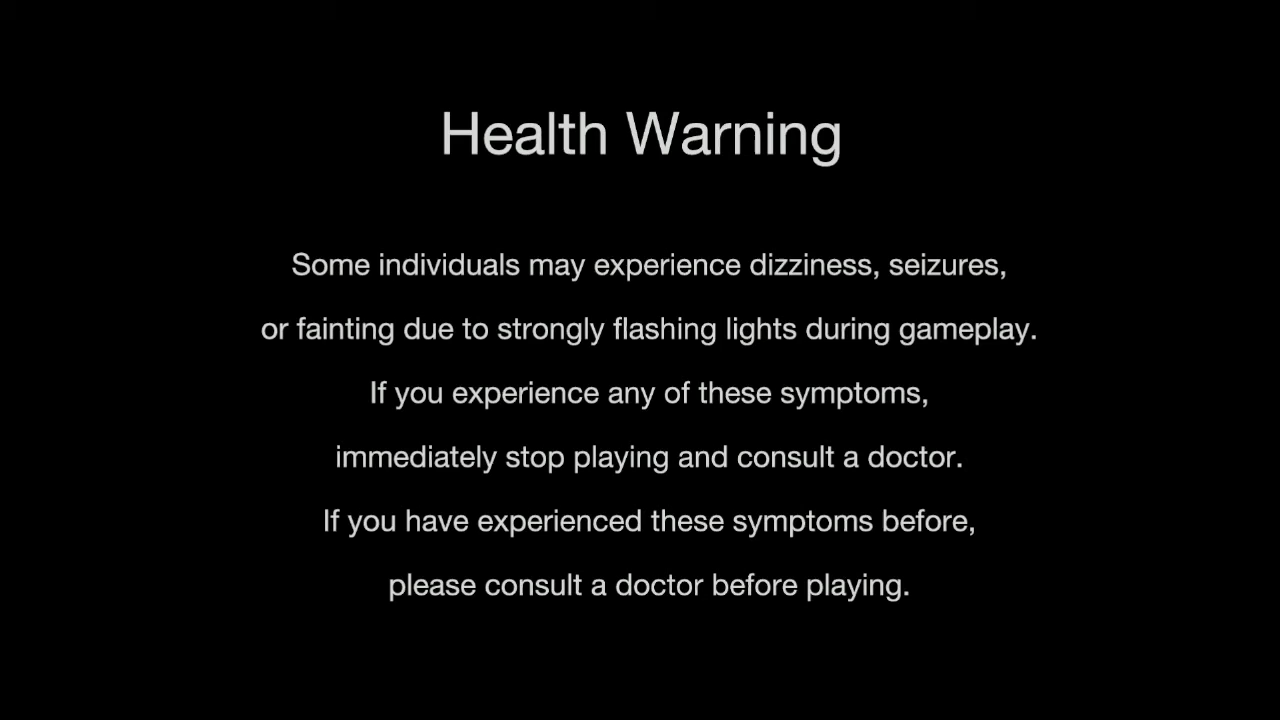 Health Warning
Some individuals may experience dizziness, seizures,
or fainting due to strongly flashing lights during gameplay.
If you experience any of these symptoms,
immediately stop playing and consult a doctor.
If you have experienced these symptoms before,
please consult a doctor before playing.